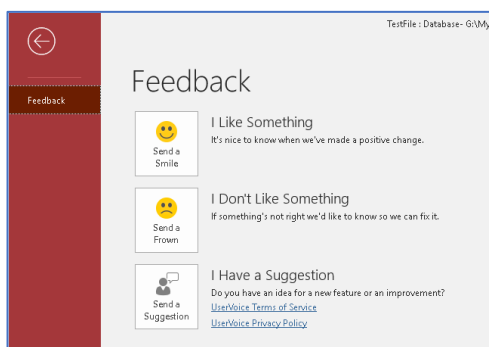 TestFile : Database- G:\My
Feedback
Feedback
I Like Something
It's nice to know when we've made a positive change.
Send a
Smile
I Don't Like Something
If something's not right we'd like to know so we can fix it.
Send a
Frown
I Have a Suggestion
Do you have an idea for a new feature or an improvement?
UserVoice Terms of Service
UserVoice Privacy Policy
Send a
Suggestion